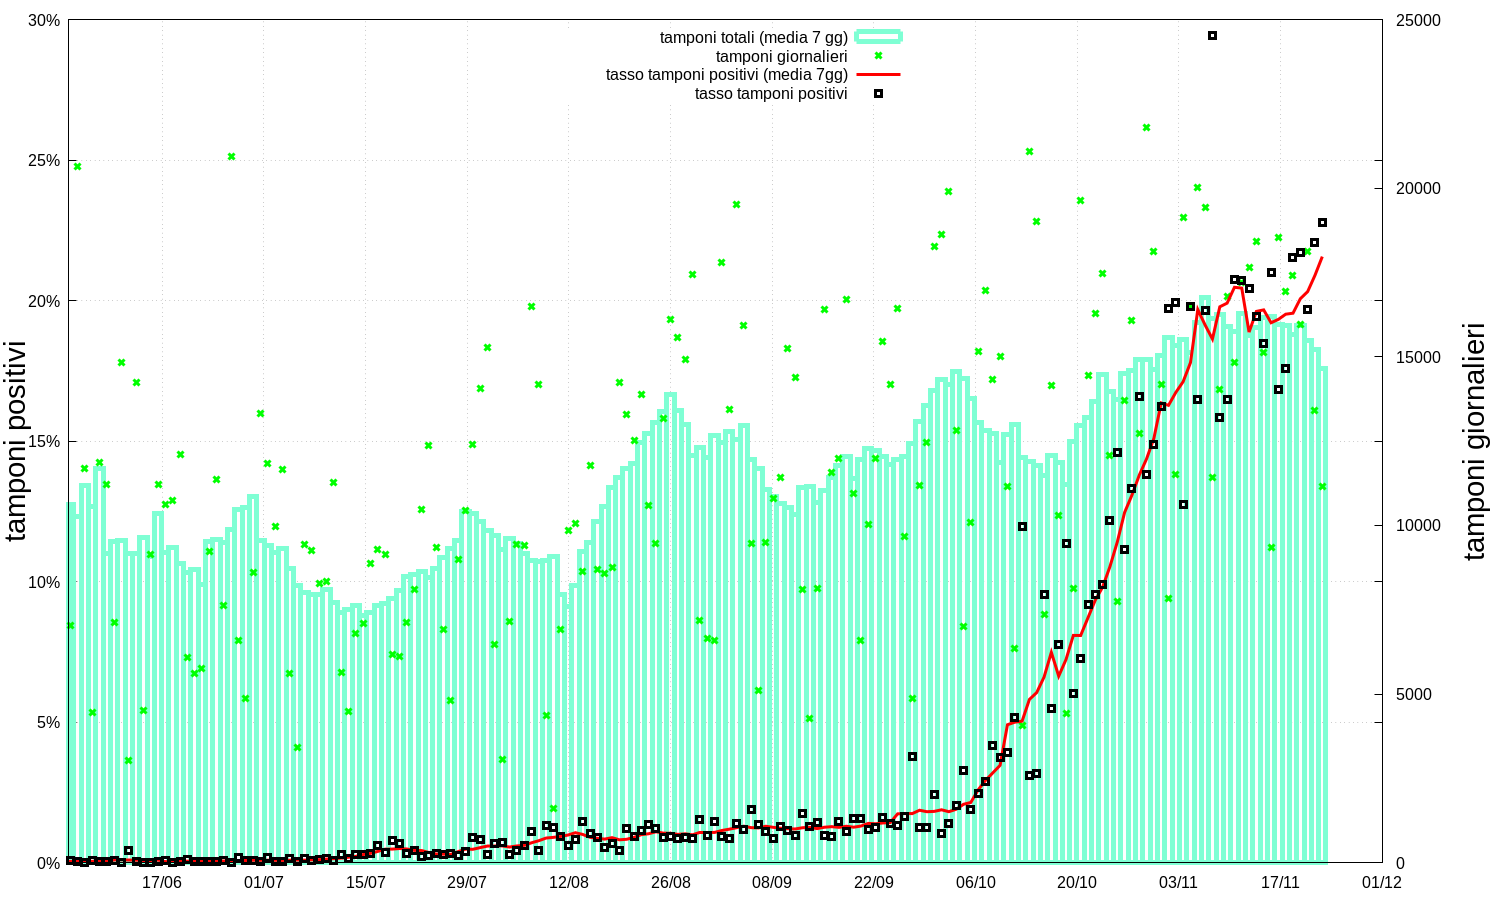 tamponi totali (media 7 gg)
tamponi giornalieri
tasso tamponi positivi (media 7gg)
tasso tamponi positivi
30%
25%
20%
15%
10%
5%
0%
tamponi positivi
25000
20000
15000
10000
5000
0
tamponi giornalieri
17/06 01/07 15/07 29/07 12/08 26/08 08/09 22/09 06/10 20/10 03/11 17/11 01/12